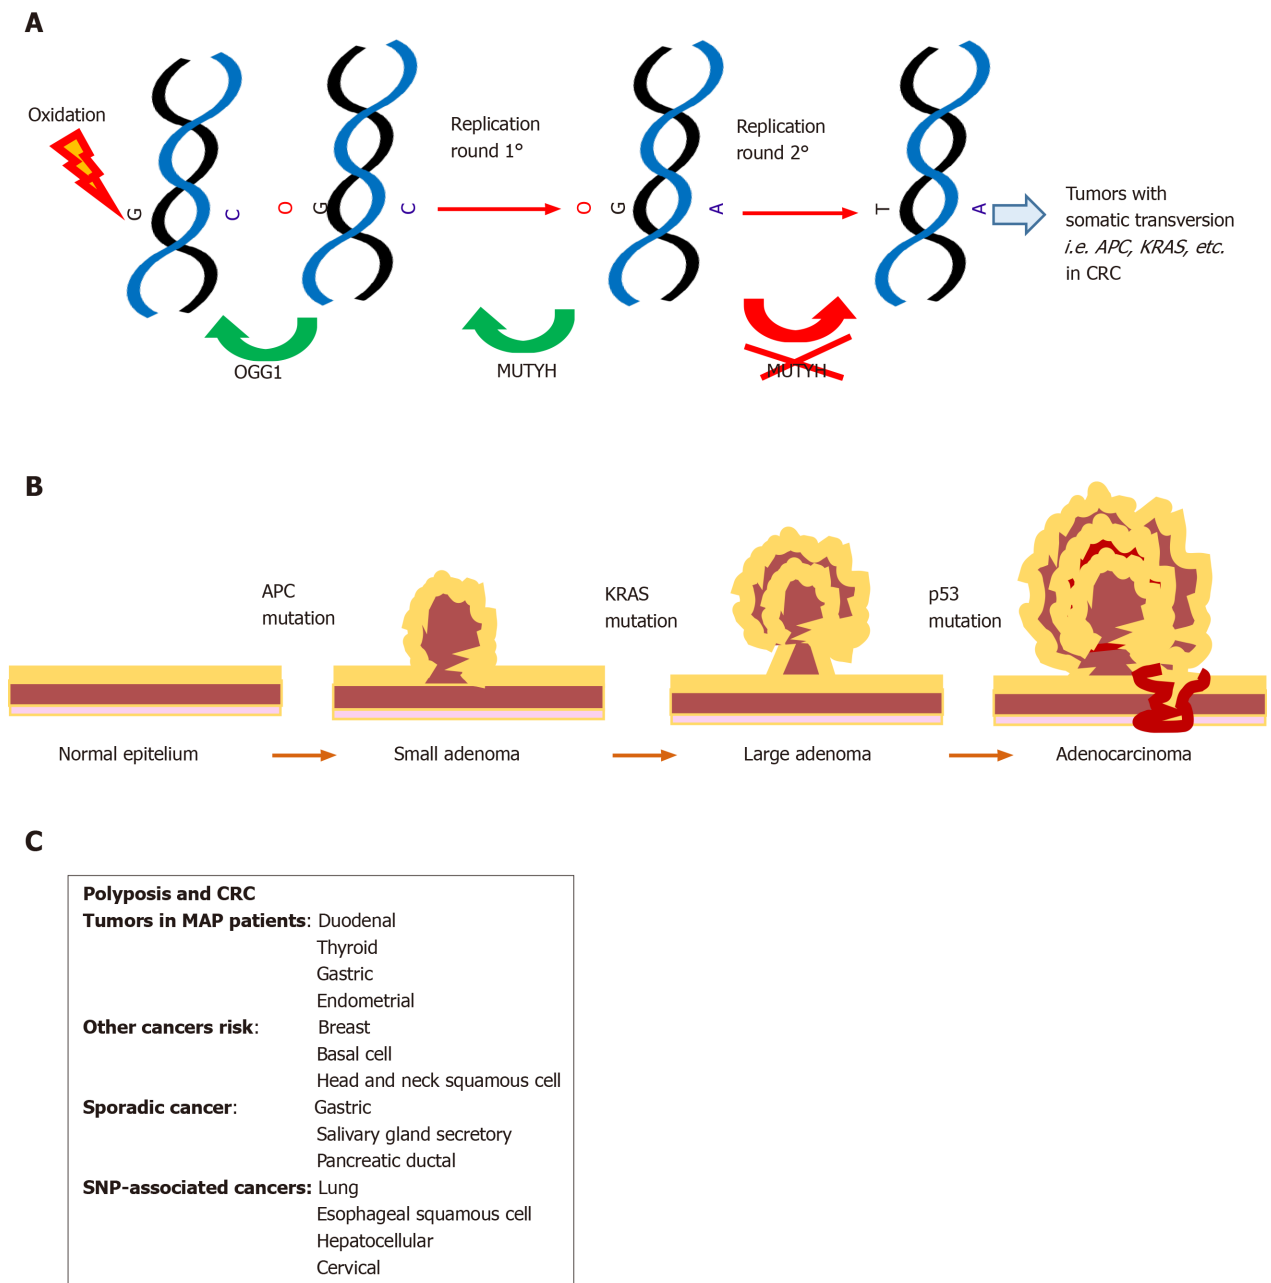 A
Oxidation
G
C
O
G
C
Replication
round 1°
O
G
A
Replication
round 2°
T
A
Tumors with
somatic transversion
i.e. APC, KRAS, etc.
in CRC
OGG1
MUTYH
MUTYH
B
APC
mutation
KRAS
mutation
p53
mutation
Normal epitelium
Small adenoma
Large adenoma
Adenocarcinoma
C
Polyposis and CRC
Tumors in MAP patients: Duodenal
Thyroid
Gastric
Endometrial
Other cancers risk: Breast
Basal cell
Head and neck squamous cell
Sporadic cancer: Gastric
Salivary gland secretory
Pancreatic ductal
SNP-associated cancers: Lung
Esophageal squamous cell
Hepatocellular
Cervical